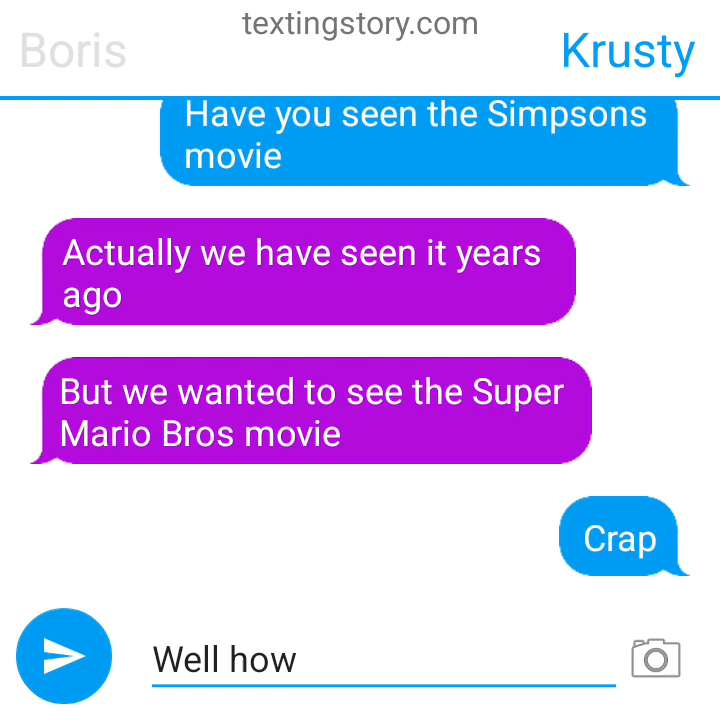 textingstory.com
Boris
Krusty
Have you seen the Simpsons
movie
Actually we have seen it years
ago
But we wanted to see the Super
Mario Bros movie
Crap
Well how